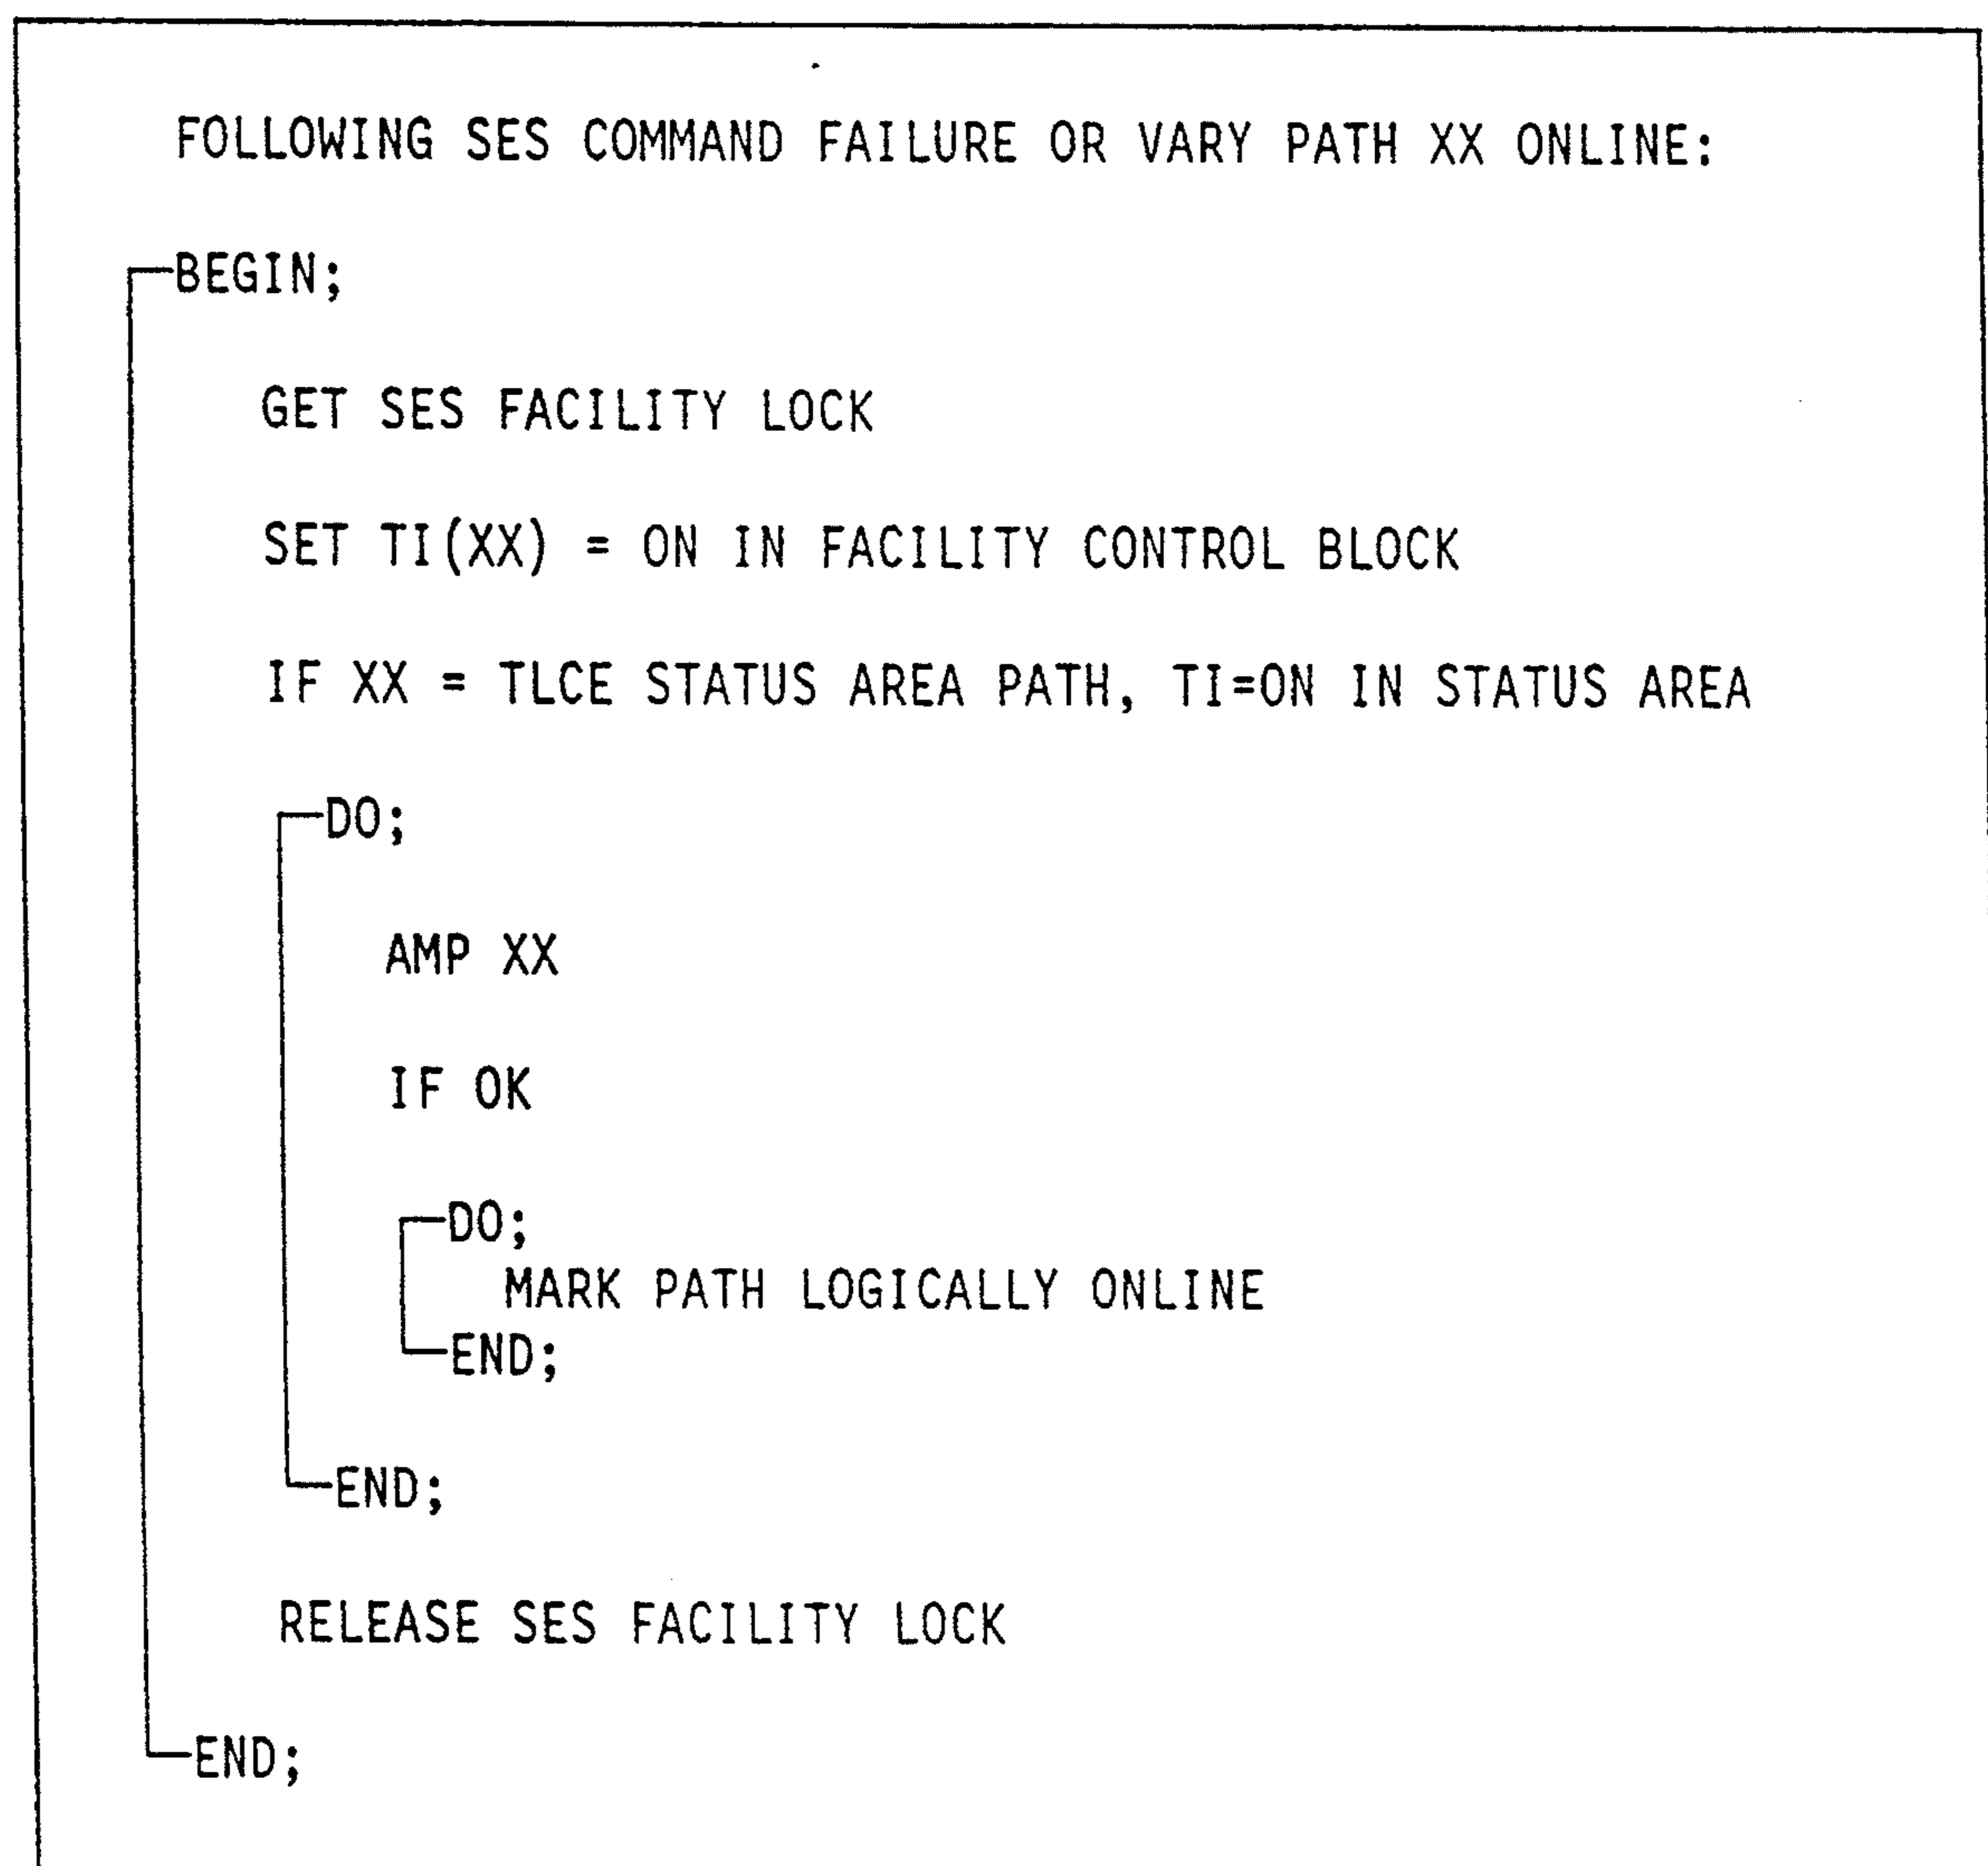 FOLLOWING SES COMMAND FAILURE OR VARY PATH XX ONLINE:
BEGIN;
GET SES FACILITY LOCK
SET TI(XX) = ON IN FACILITY CONTROL BLOCK
IF XX = TLCE STATUS AREA PATH, TI=ON IN STATUS AREA
DO;
AMP XX
IF OK
DO;
MARK PATH LOGICALLY ONLINE
END;
END;
RELEASE SES FACILITY LOCK
END;